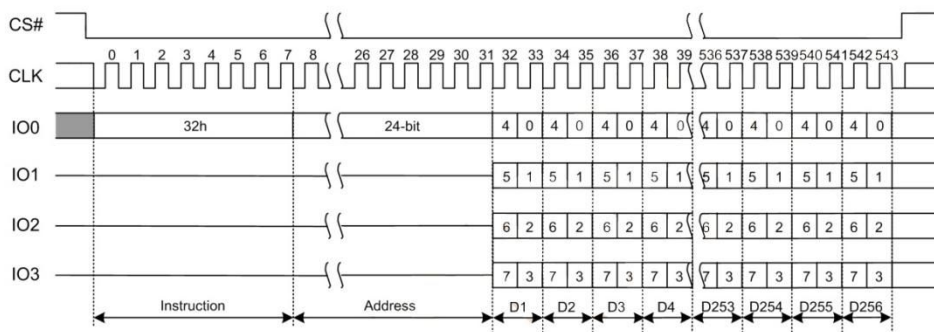 CS#
0 1 2 3 4 5 6 7 8 26 27 28 29 30 31 32 33 34 35 36 37 38 39 536 537 538 539 540 541 542 543
CLK
IO0 32h 24-bit 4 0 4 0 4 0 4 0 4 0 4 0 4 0 4 0
IO1 5 1 5 1 5 1 5 1 5 1 5 1 5 1 5 1
IO2 6 2 6 2 6 2 6 2 6 2 6 2 6 2 6 2
IO3 7 3 7 3 7 3 7 3 7 3 7 3 7 3 7 3
Instruction Address D1 D2 D3 D4 D253 D254 D255 D256